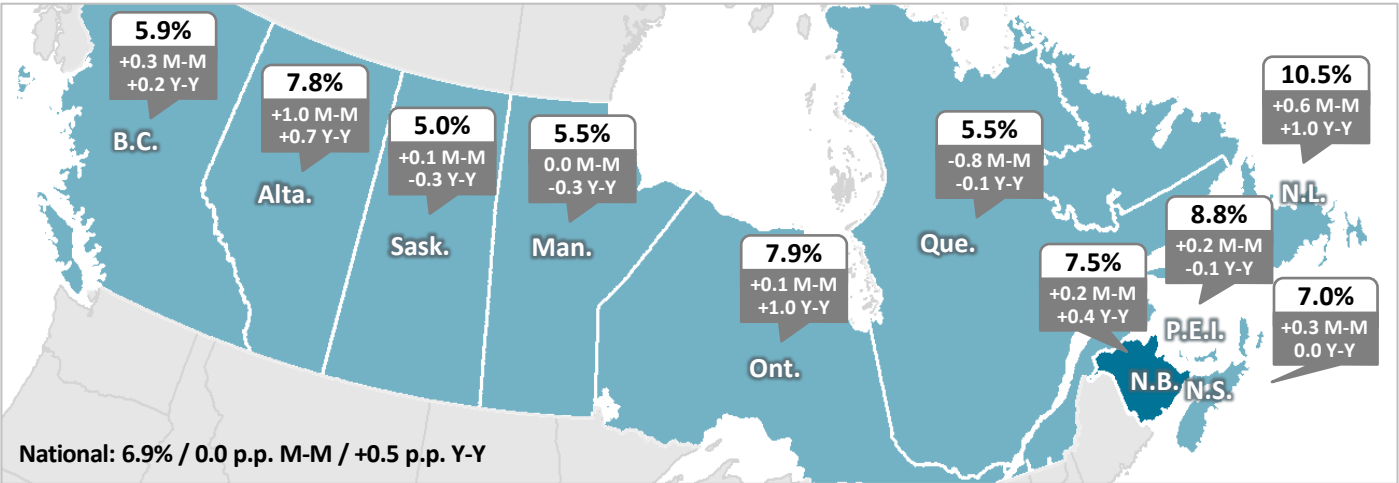 5.9%
+0.3 M-M
+0.2 Y-Y
B.C.
7.8%
+1.0 M-M
+0.7 Y-Y
Alta.
5.0%
+0.1 M-M
-0.3 Y-Y
Sask.
5.5%
0.0 M-M
-0.3 Y-Y
Man.
7.9%
+0.1 M-M
+1.0 Y-Y
Ont.
5.5%
-0.8 M-M
-0.1 Y-Y
Que.
7.5%
+0.2 M-M
+0.4 Y-Y
N.B.
8.8%
+0.2 M-M
-0.1 Y-Y
P.E.I.
10.5%
+0.6 M-M
+1.0 Y-Y
N.L.
7.0%
+0.3 M-M
0.0 Y-Y
N.S.
National: 6.9% / 0.0 p.p. M-M / +0.5 p.p. Y-Y